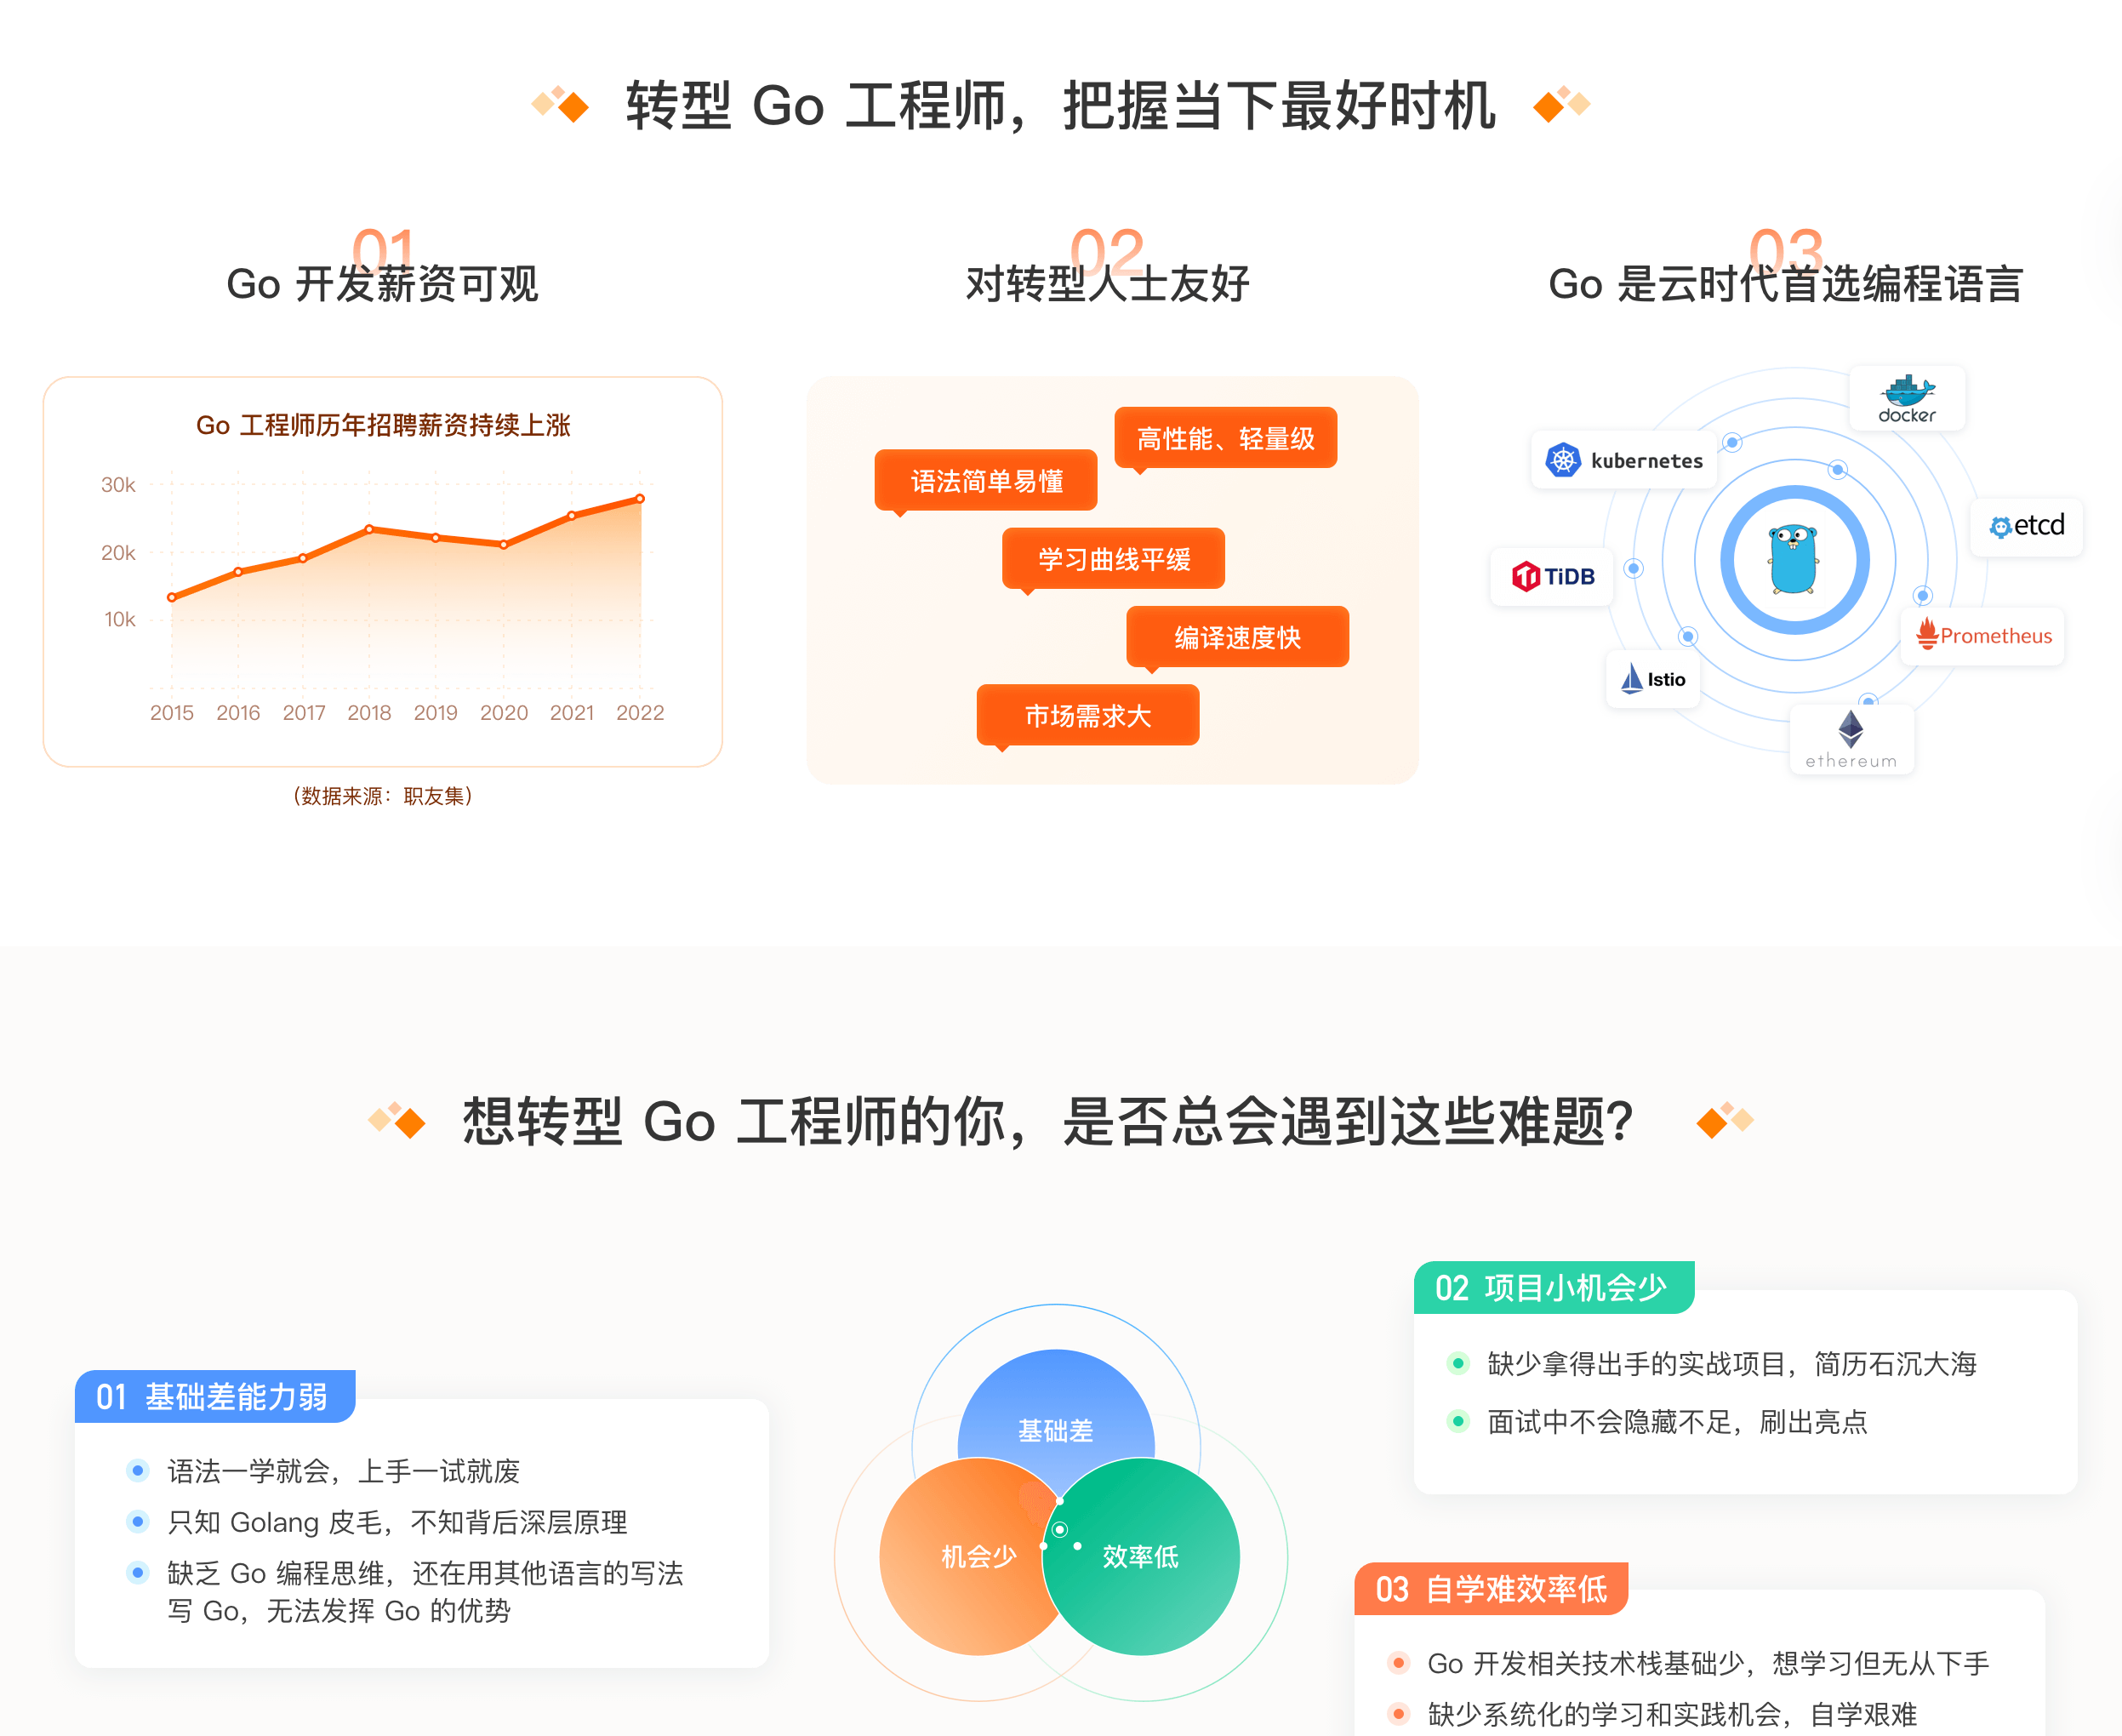 转型 Go 工程师，把握当下最好时机
01
Go 开发薪资可观
Go 工程师历年招聘薪资持续上涨
30k
20k
10k
2015 2016 2017 2018 2019 2020 2021 2022
（数据来源：职友集）
02
对转型人士友好
高性能、轻量级
语法简单易懂
学习曲线平缓
编译速度快
市场需求大
03
Go 是云时代首选编程语言
docker
kubernetes
etcd
TiDB
Prometheus
Istio
ethereum
想转型 Go 工程师的你，是否总会遇到这些难题？
01 基础差能力弱
语法一学就会，上手一试就废
只知 Golang 皮毛，不知背后深层原理
缺乏 Go 编程思维，还在用其他语言的写法
写 Go，无法发挥 Go 的优势
基础差
机会少
效率低
02 项目小机会少
缺少拿得出手的实战项目，简历石沉大海
面试中不会隐藏不足，刷出亮点
03 自学难效率低
Go 开发相关技术栈基础少，想学习但无从下手
缺少系统化的学习和实践机会，自学艰难